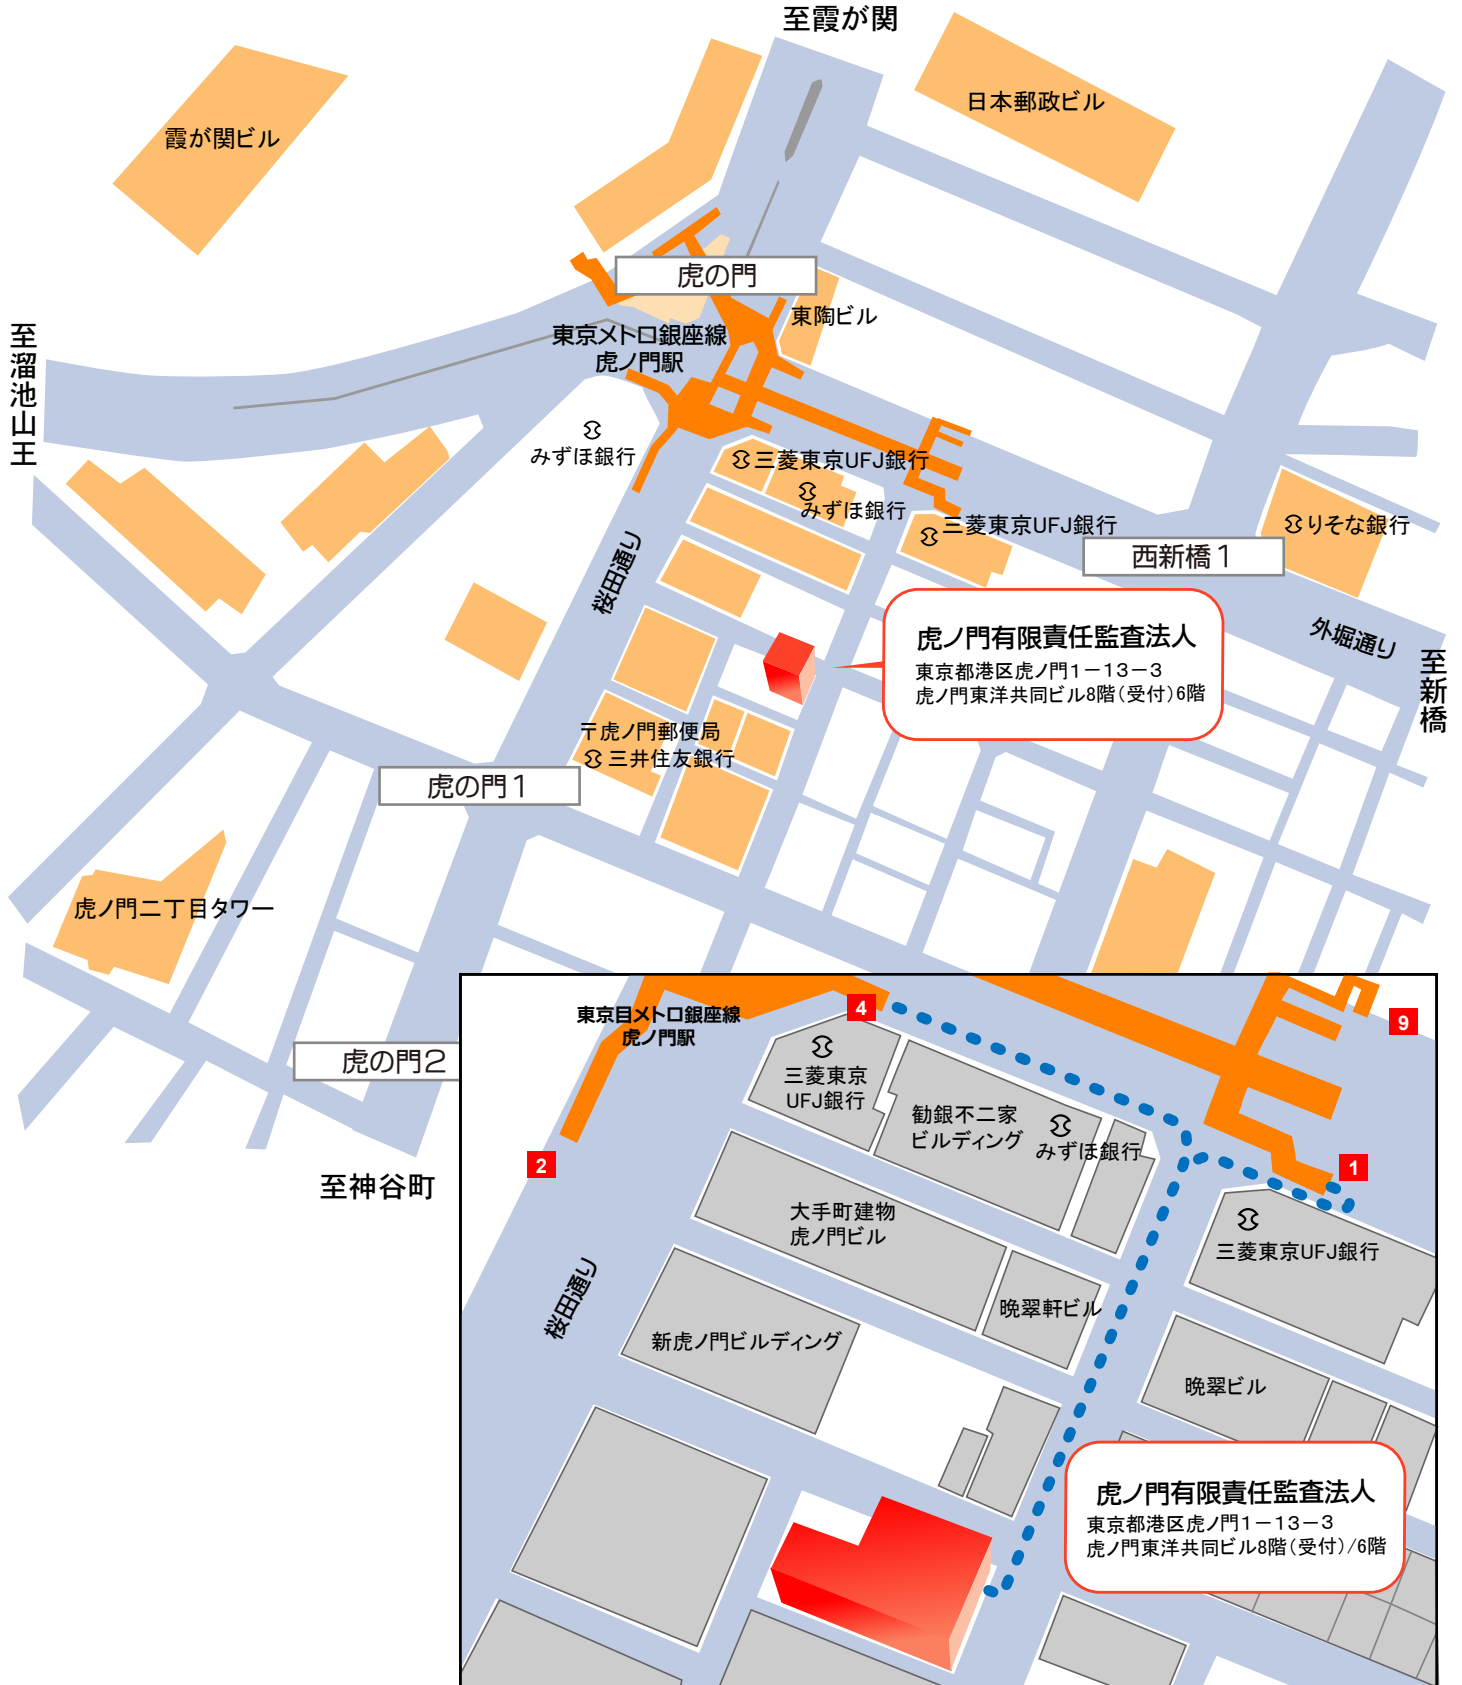 至霞が関
日本郵政ビル
霞が関ビル
虎の門
東陶ビル
東京メトロ銀座線
虎ノ門駅
至溜池山王
みずほ銀行
三菱東京UFJ銀行
みずほ銀行
三菱東京UFJ銀行
りそな銀行
西新橋1
桜田通り
虎ノ門有限責任監査法人
東京都港区虎ノ門1-13-3
虎ノ門東洋共同ビル8階(受付)6階
外堀通り
至新橋
〒虎ノ門郵便局
三井住友銀行
虎の門1
虎ノ門二丁目タワー
虎の門2
至神谷町
東京目メトロ銀座線
虎ノ門駅
4
9
三菱東京
UFJ銀行
勧銀不二家
ビルディング
みずほ銀行
2
1
大手町建物
虎ノ門ビル
三菱東京UFJ銀行
桜田通り
晩翠軒ビル
新虎ノ門ビルディング
晩翠ビル
虎ノ門有限責任監査法人
東京都港区虎ノ門1-13-3
虎ノ門東洋共同ビル8階(受付)/6階